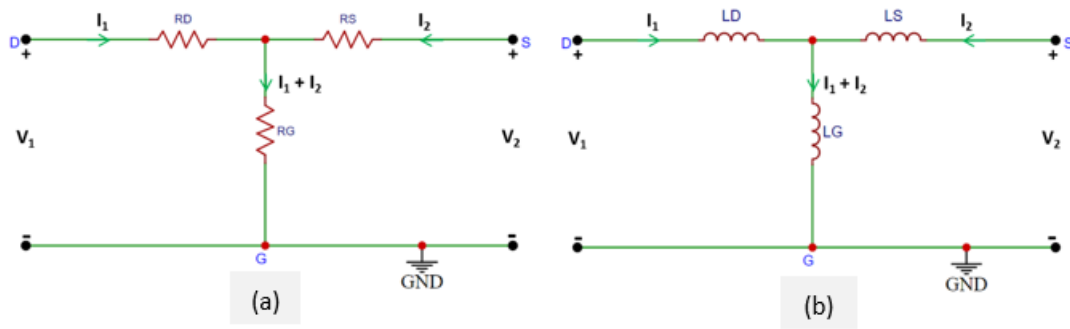 I₁ RD RS I₂
D + S +
I₁ + I₂
RG
V₁ V₂
- -
G
GND
(a)
I₁ LD LS I₂
D + S +
I₁ + I₂
LG
V₁ V₂
- -
G
GND
(b)